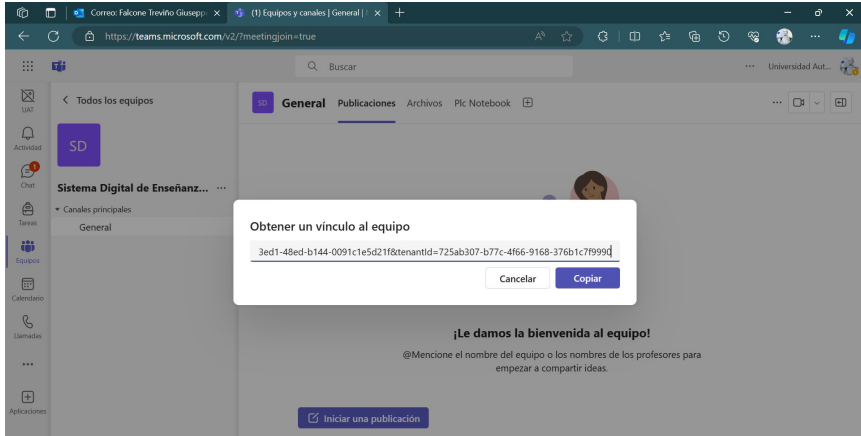 Correo: Falcone Treviño Giuseppe
(1) Equipos y canales | General |
https://teams.microsoft.com/v2/?meetingjoin=true
Buscar
Universidad Aut...
UAT
Actividad
1
Chat
Tareas
Equipos
Calendario
Llamadas
Aplicaciones
Todos los equipos
SD
Sistema Digital de Enseñanz...
Canales principales
General
SD General Publicaciones Archivos Plc Notebook
Obtener un vínculo al equipo
3ed1-48ed-b144-0091c1e5d21f&tenantId=725ab307-b77c-4f66-9168-376b1c7f9990
Cancelar Copiar
¡Le damos la bienvenida al equipo!
@Mencione el nombre del equipo o los nombres de los profesores para
empezar a compartir ideas.
Iniciar una publicación